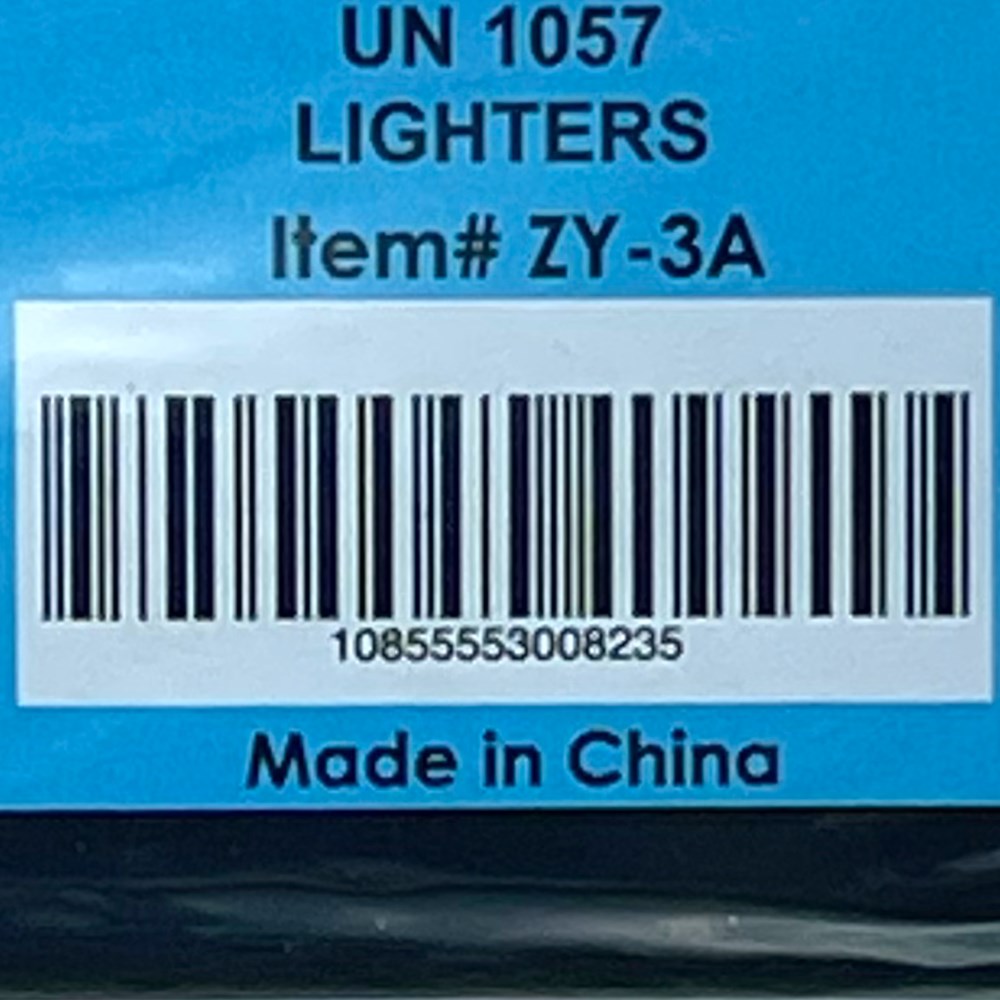 UN 1057
LIGHTERS
Item# ZY-3A
10855553008235
Made in China